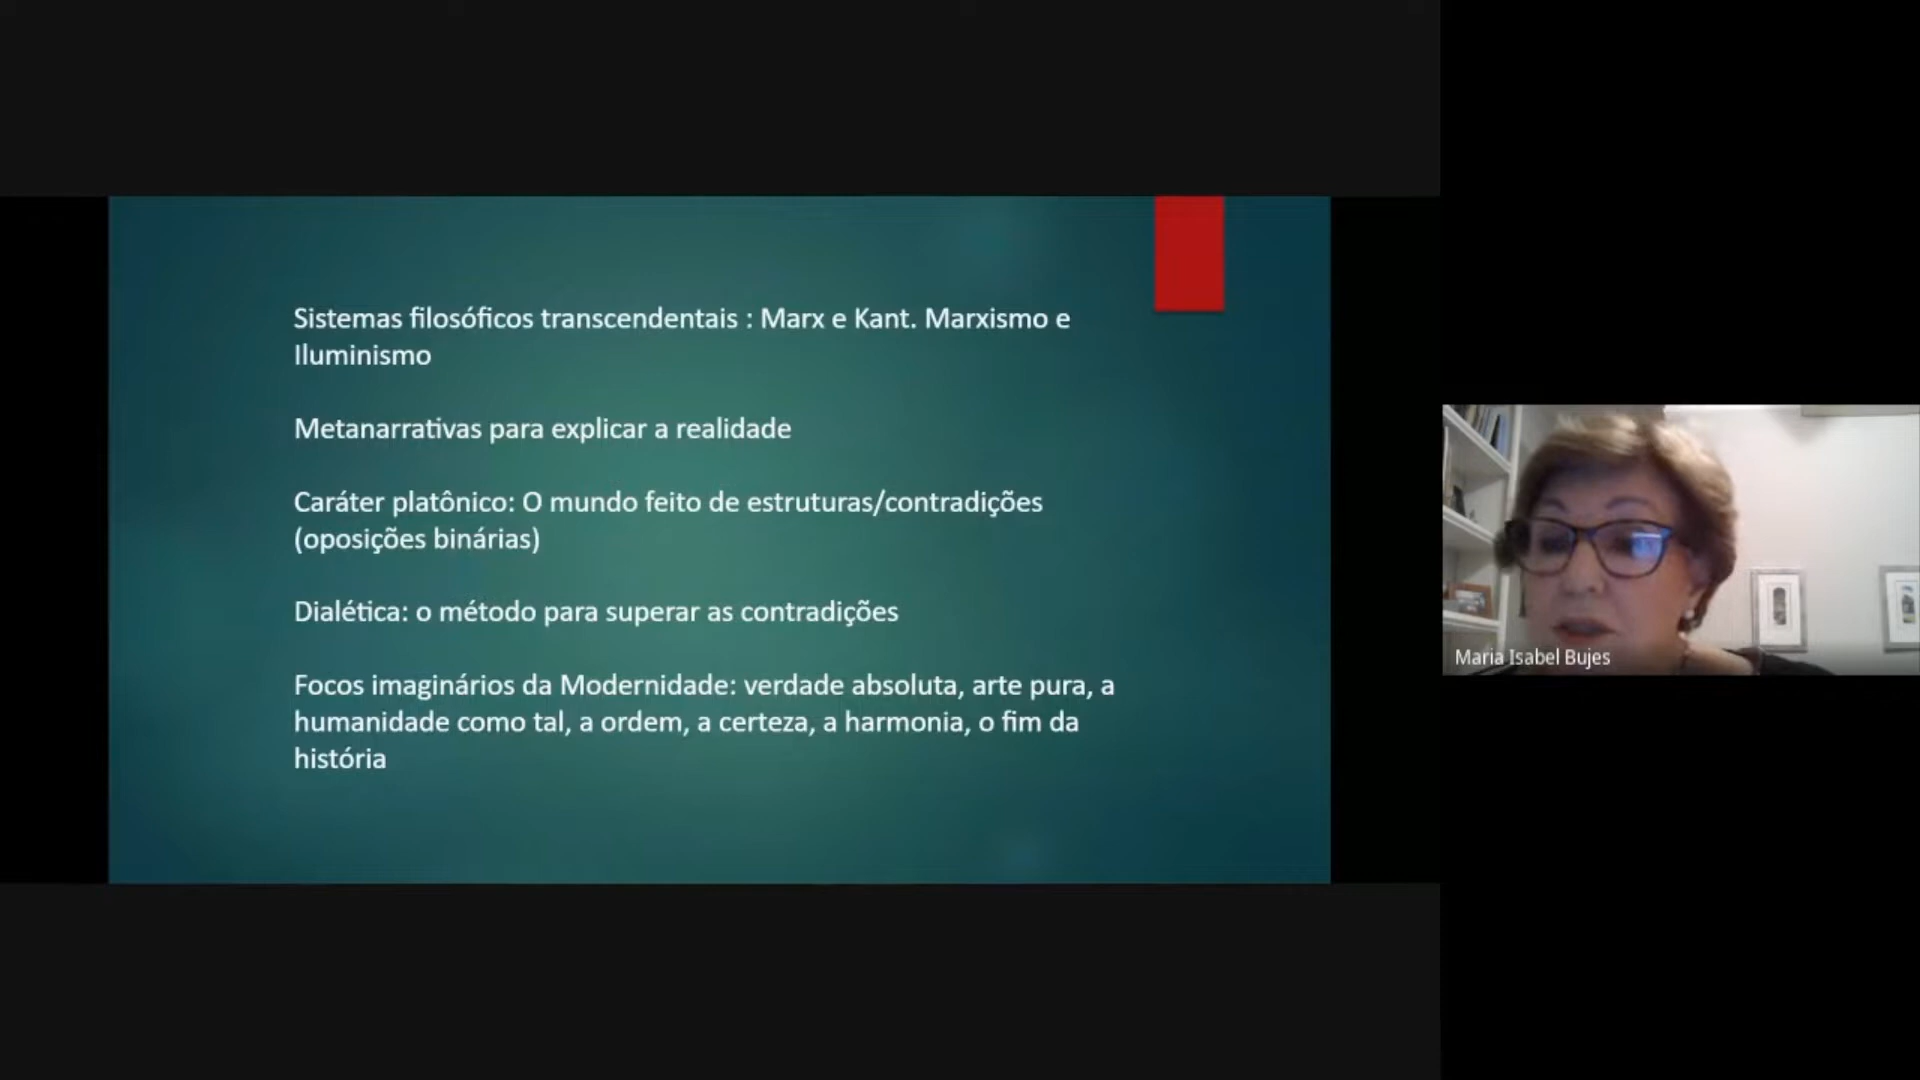 Sistemas filosóficos transcendentais : Marx e Kant. Marxismo e
Iluminismo
Metanarrativas para explicar a realidade
Caráter platônico: O mundo feito de estruturas/contradições
(oposições binárias)
Dialética: o método para superar as contradições
Focos imaginários da Modernidade: verdade absoluta, arte pura, a
humanidade como tal, a ordem, a certeza, a harmonia, o fim da
história
Maria Isabel Bujes